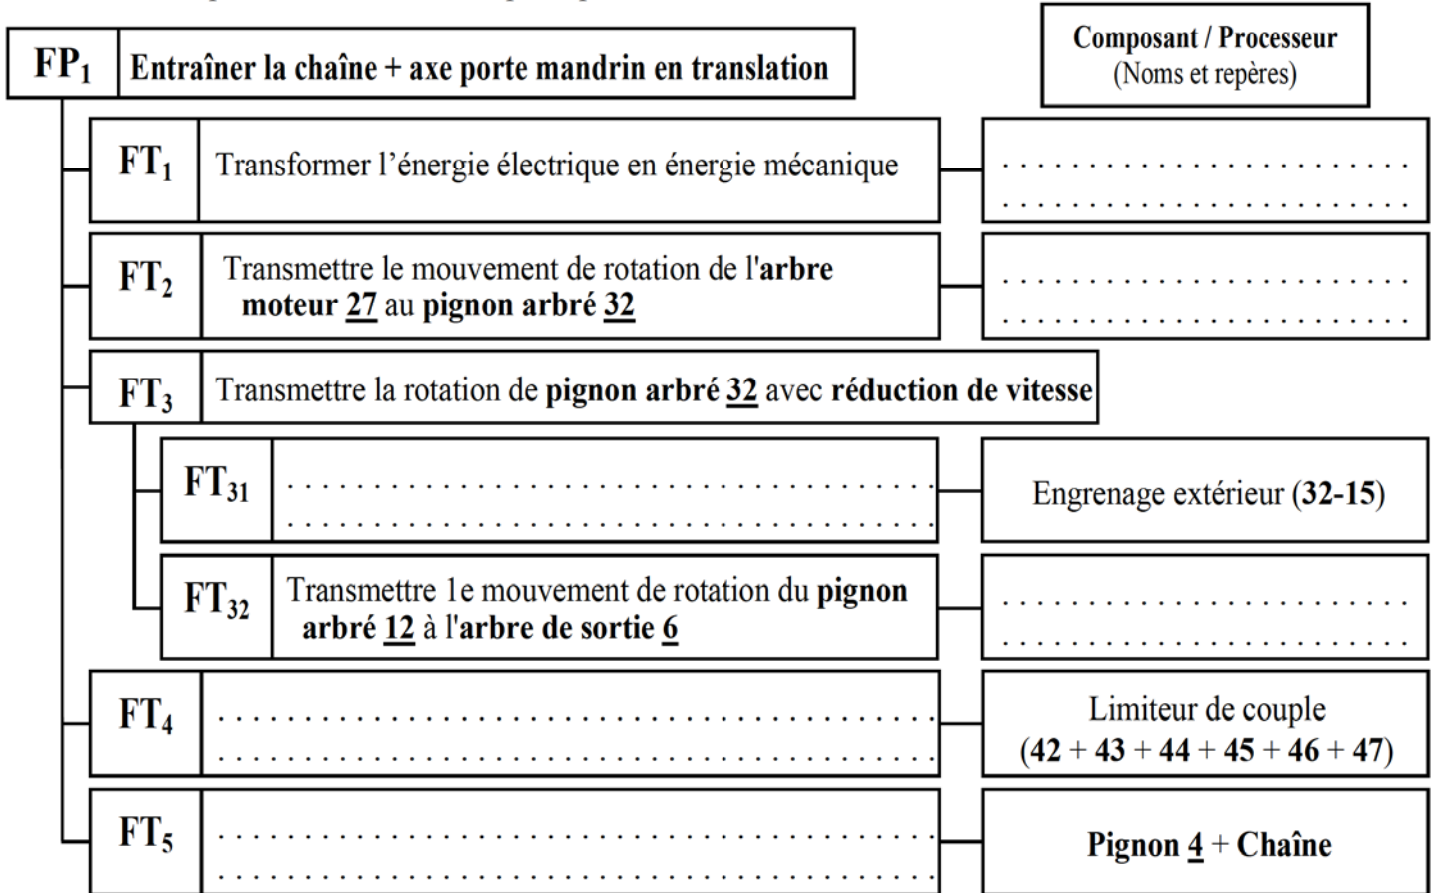 FP1 Entraîner la chaîne + axe porte mandrin en translation
Composant / Processeur
(Noms et repères)
FT1 Transformer l’énergie électrique en énergie mécanique
. . . . . . . . . . . . . . . . . . . . . . . .
. . . . . . . . . . . . . . . . . . . . . . . .
FT2 Transmettre le mouvement de rotation de l'arbre
moteur 27 au pignon arbré 32
. . . . . . . . . . . . . . . . . . . . . . . .
. . . . . . . . . . . . . . . . . . . . . . . .
FT3 Transmettre la rotation de pignon arbré 32 avec réduction de vitesse
FT31 . . . . . . . . . . . . . . . . . . . . . . . . . . . . . . . . . . . . . .
. . . . . . . . . . . . . . . . . . . . . . . . . . . . . . . . . . . . . .
Engrenage extérieur (32-15)
FT32 Transmettre le mouvement de rotation du pignon
arbré 12 à l'arbre de sortie 6
. . . . . . . . . . . . . . . . . . . . . . . .
. . . . . . . . . . . . . . . . . . . . . . . .
FT4 . . . . . . . . . . . . . . . . . . . . . . . . . . . . . . . . . . . . . . . . . .
. . . . . . . . . . . . . . . . . . . . . . . . . . . . . . . . . . . . . . . . . .
Limiteur de couple
(42 + 43 + 44 + 45 + 46 + 47)
FT5 . . . . . . . . . . . . . . . . . . . . . . . . . . . . . . . . . . . . . . . . . .
. . . . . . . . . . . . . . . . . . . . . . . . . . . . . . . . . . . . . . . . . .
Pignon 4 + Chaîne